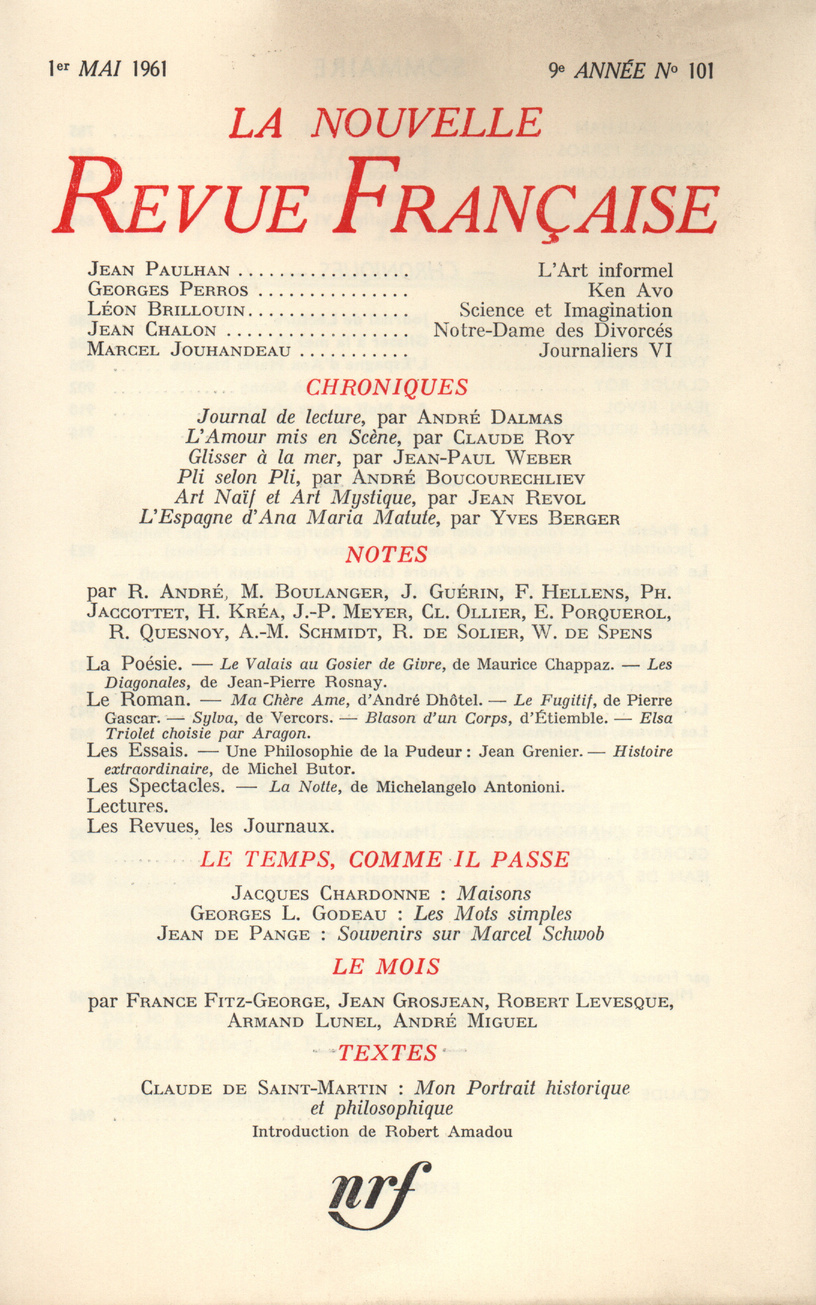 1er MAI 1961 9e ANNÉE No 101
LA NOUVELLE
REVUE FRANÇAISE
JEAN PAULHAN ................. L'Art informel
GEORGES PERROS ............... Ken Avo
LÉON BRILLOUIN................ Science et Imagination
JEAN CHALON .................. Notre-Dame des Divorcés
MARCEL JOUHANDEAU ........... Journaliers VI
CHRONIQUES
Journal de lecture, par ANDRÉ DALMAS
L'Amour mis en Scène, par CLAUDE ROY
Glisser à la mer, par JEAN-PAUL WEBER
Pli selon Pli, par ANDRÉ BOUCOURECHLIEV
Art Naïf et Art Mystique, par JEAN REVOL
L'Espagne d'Ana Maria Matute, par YVES BERGER
NOTES
par R. ANDRÉ, M. BOULANGER, J. GUÉRIN, F. HELLENS, PH.
JACCOTTET, H. KRÉA, J.-P. MEYER, CL. OLLIER, E. PORQUEROL,
R. QUESNOY, A.-M. SCHMIDT, R. DE SOLIER, W. DE SPENS
La Poésie. — Le Valais au Gosier de Givre, de Maurice Chappaz. — Les
Diagonales, de Jean-Pierre Rosnay.
Le Roman. — Ma Chère Ame, d'André Dhôtel. — Le Fugitif, de Pierre
Gascar. — Sylva, de Vercors. — Blason d'un Corps, d'Étiemble. — Elsa
Triolet choisie par Aragon.
Les Essais. — Une Philosophie de la Pudeur : Jean Grenier. — Histoire
extraordinaire, de Michel Butor.
Les Spectacles. — La Notte, de Michelangelo Antonioni.
Lectures.
Les Revues, les Journaux.
LE TEMPS, COMME IL PASSE
JACQUES CHARDONNE : Maisons
GEORGES L. GODEAU : Les Mots simples
JEAN DE PANGE : Souvenirs sur Marcel Schwob
LE MOIS
par FRANCE FITZ-GEORGE, JEAN GROSJEAN, ROBERT LEVESQUE,
ARMAND LUNEL, ANDRÉ MIGUEL
TEXTES
CLAUDE DE SAINT-MARTIN : Mon Portrait historique
et philosophique
Introduction de Robert Amadou
nrf